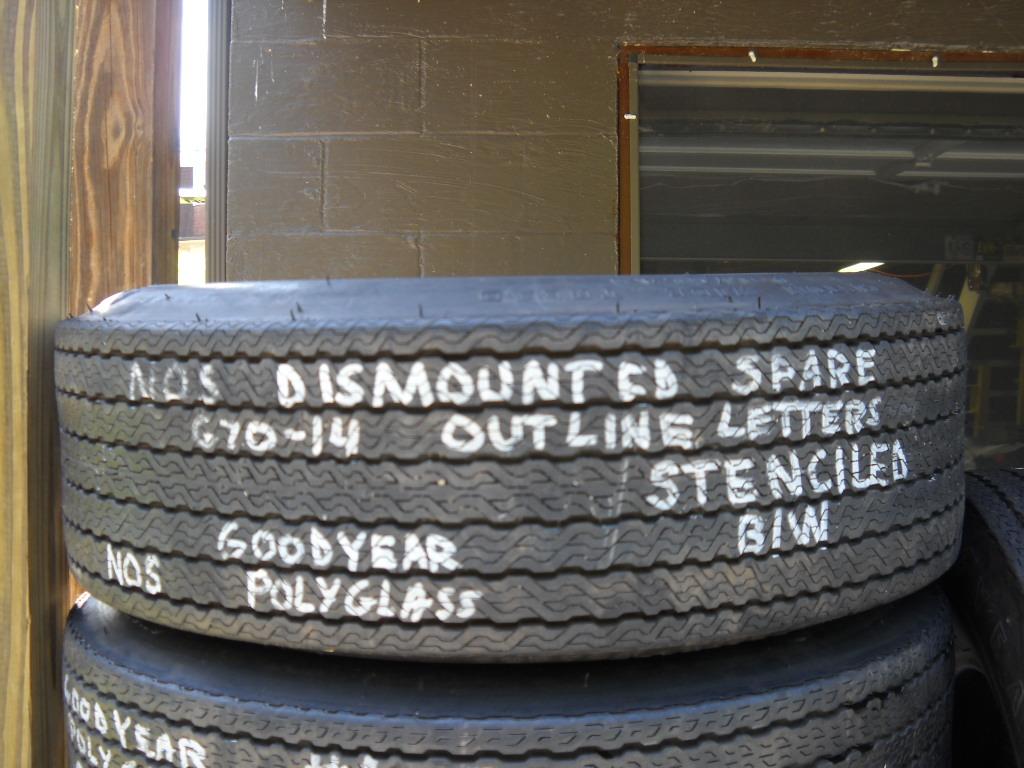 NOS DISMOUNTED SPARE
G70-14 OUTLINE LETTERS
STENCILED
GOODYEAR B/W
NOS POLYGLASS
GOODYEAR